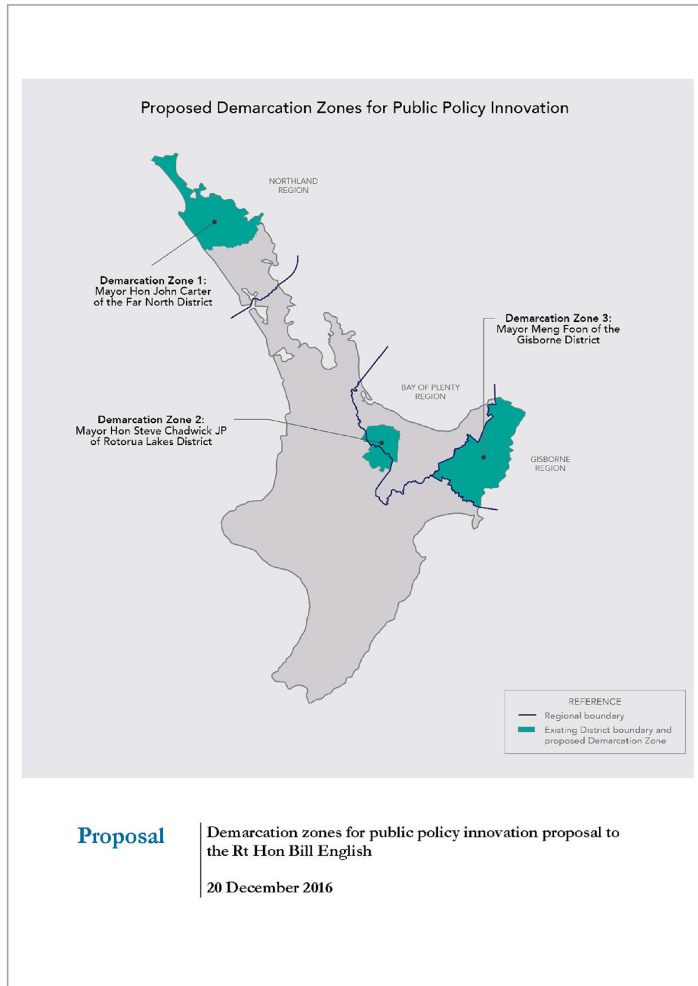 Proposed Demarcation Zones for Public Policy Innovation
NORTHLAND
REGION
Demarcation Zone 1:
Mayor Hon John Carter
of the Far North District
Demarcation Zone 3:
Mayor Meng Foon of the
Gisborne District
BAY OF PLENTY
REGION
Demarcation Zone 2:
Mayor Hon Steve Chadwick JP
of Rotorua Lakes District
GISBORNE
REGION
REFERENCE
Regional boundary
Existing District boundary and
proposed Demarcation Zone
Proposal
Demarcation zones for public policy innovation proposal to
the Rt Hon Bill English
20 December 2016